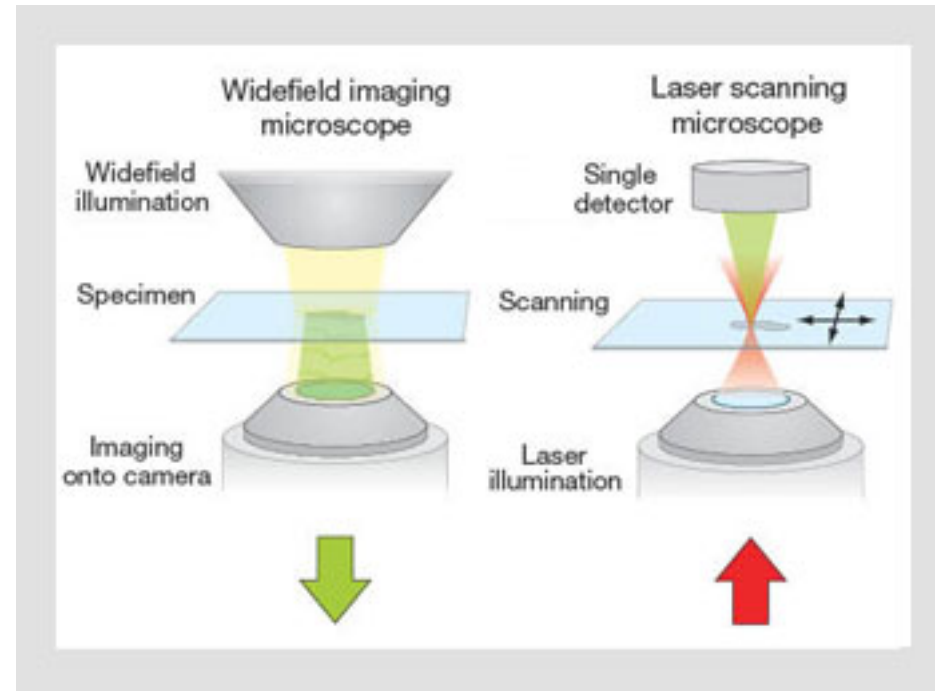 Widefield imaging
microscope
Widefield
illumination
Specimen
Imaging
onto camera
Laser scanning
microscope
Single
detector
Scanning
Laser
illumination